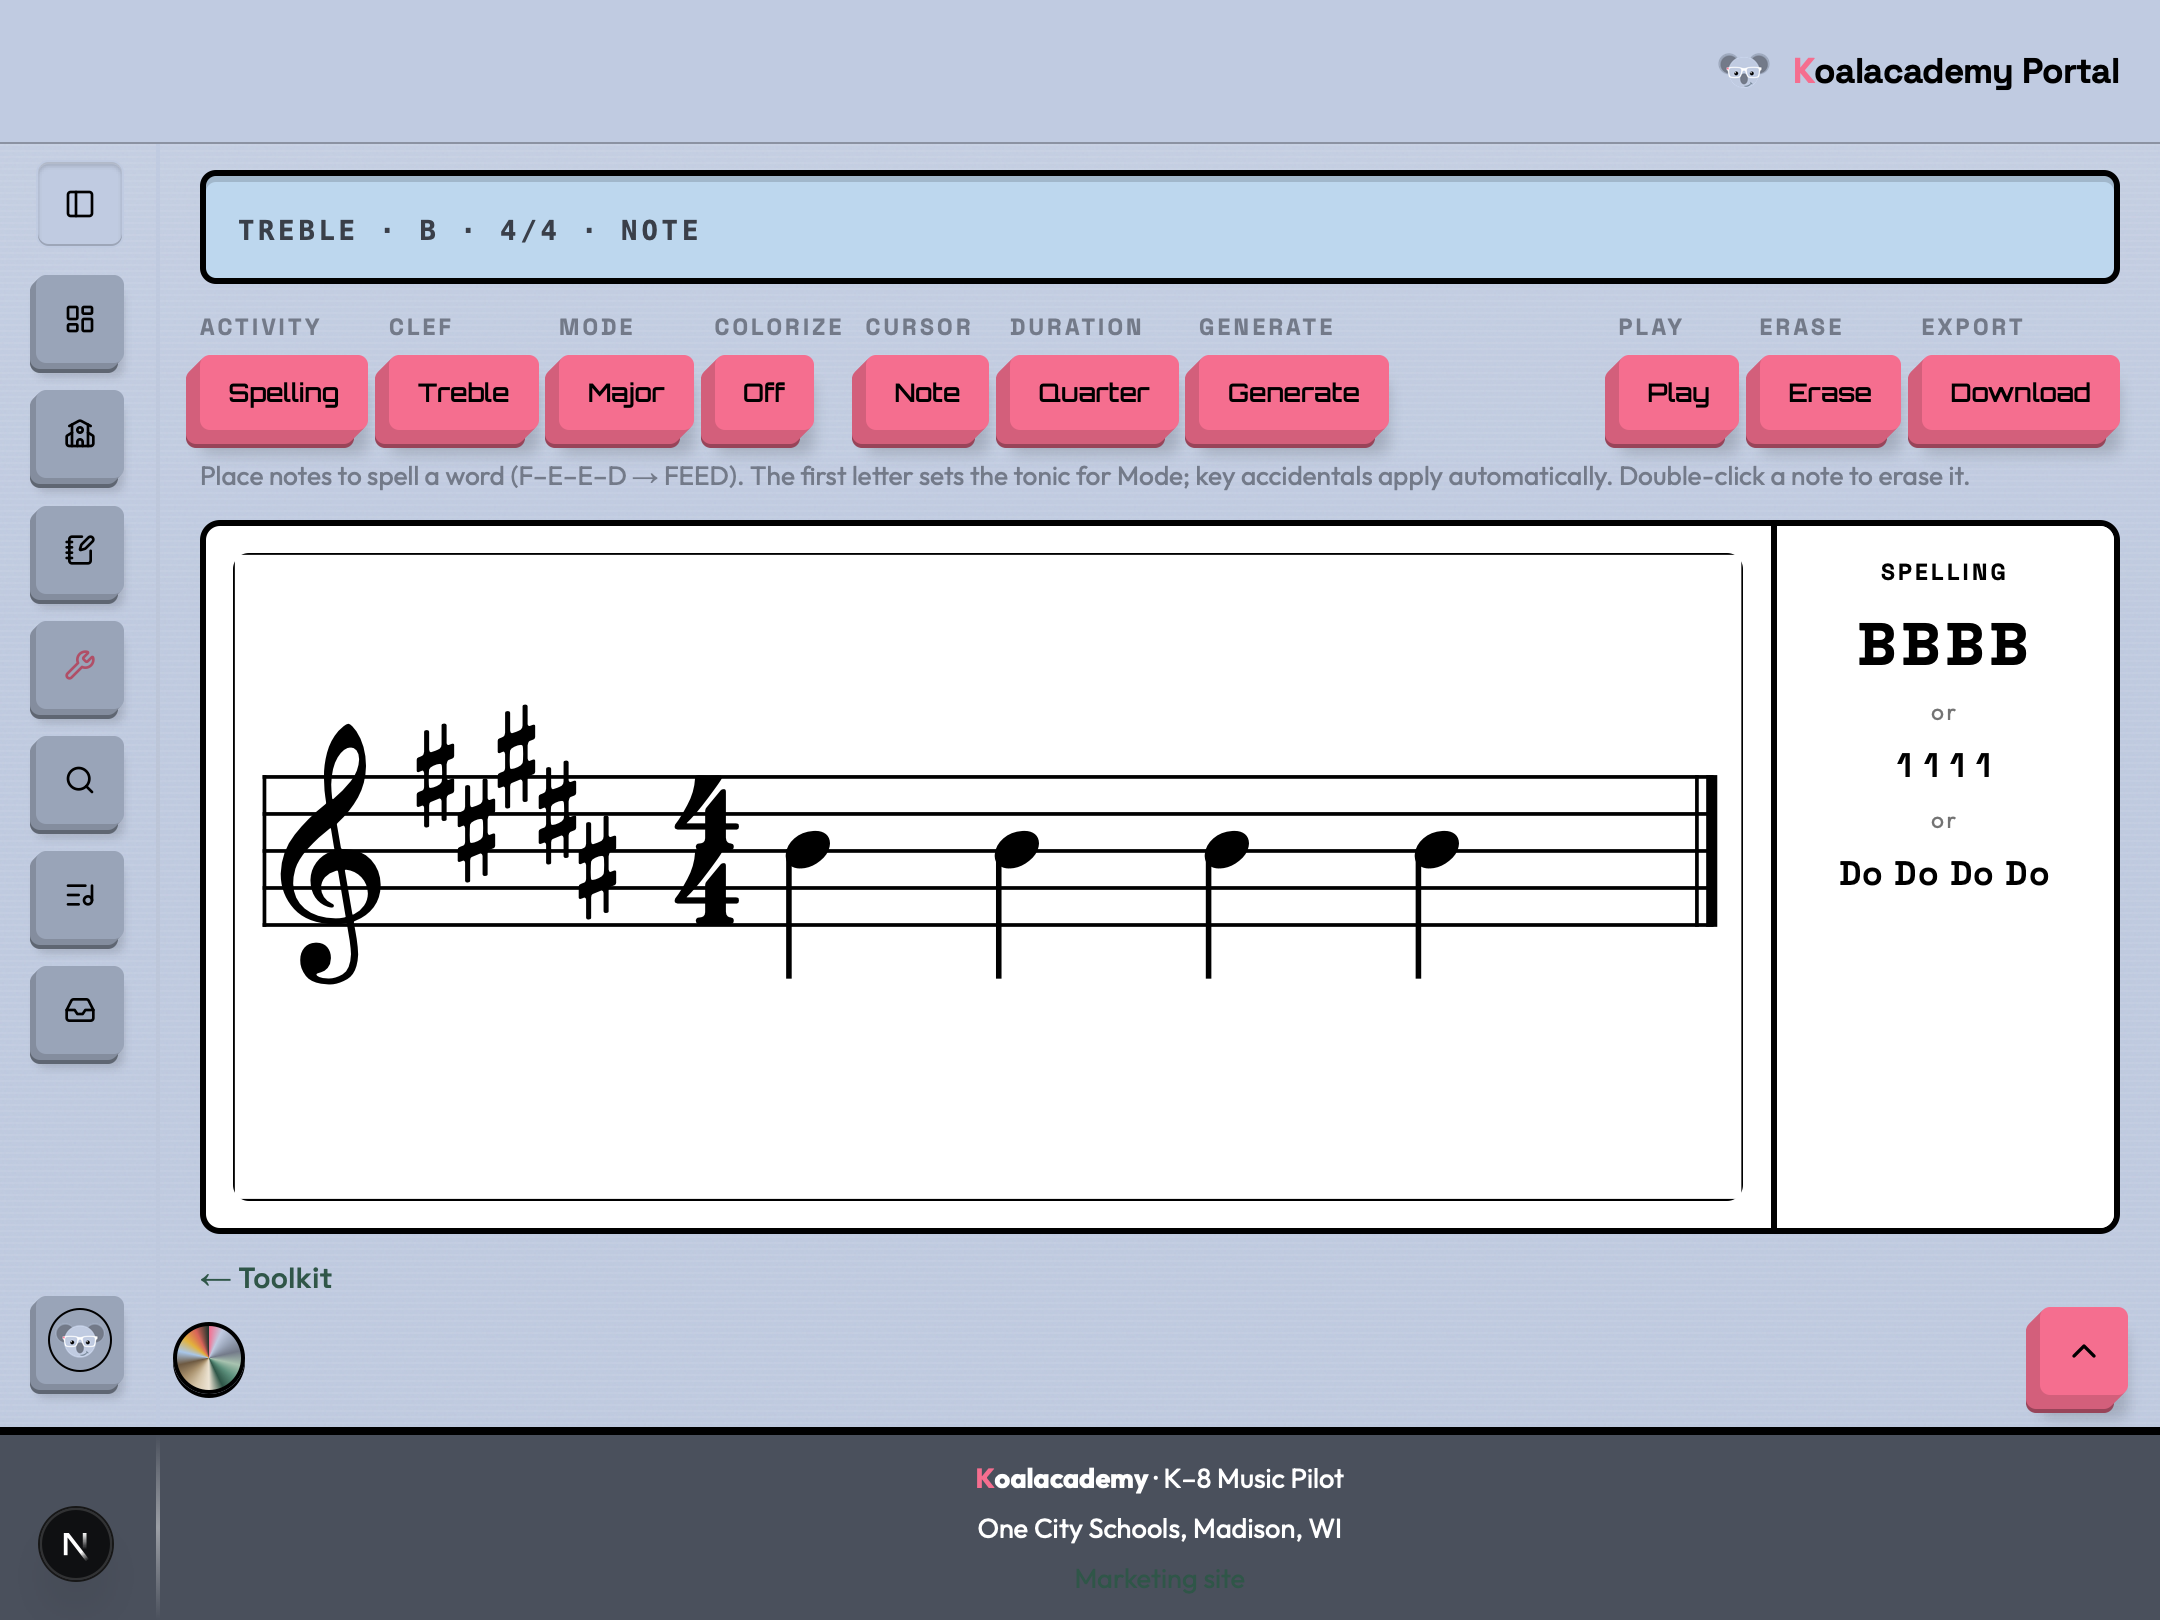 Koalacademy Portal
TREBLE · B · 4/4 · NOTE
ACTIVITY CLEF MODE COLORIZE CURSOR DURATION GENERATE PLAY ERASE EXPORT
Spelling Treble Major Off Note Quarter Generate Play Erase Download
Place notes to spell a word (F–E–E–D → FEED). The first letter sets the tonic for Mode; key accidentals apply automatically. Double-click a note to erase it.
4
4
SPELLING
BBBB
or
1 1 1 1
or
Do Do Do Do
← Toolkit
Koalacademy · K–8 Music Pilot
One City Schools, Madison, WI
Marketing site
N